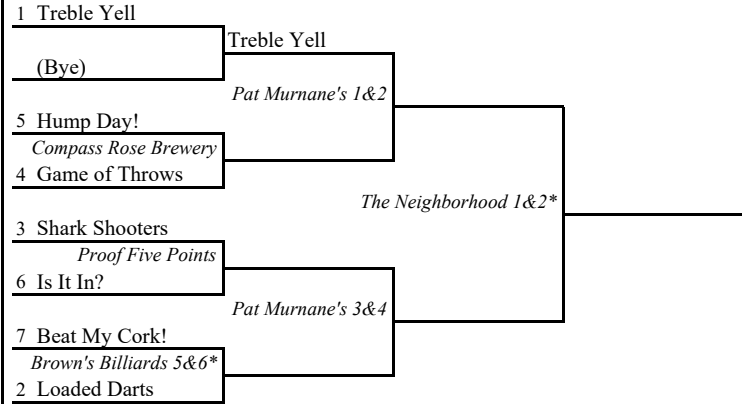 1 Treble Yell
Treble Yell
(Bye)
Pat Murnane's 1&2
5 Hump Day!
Compass Rose Brewery
4 Game of Throws
The Neighborhood 1&2*
3 Shark Shooters
Proof Five Points
6 Is It In?
Pat Murnane's 3&4
7 Beat My Cork!
Brown's Billiards 5&6*
2 Loaded Darts